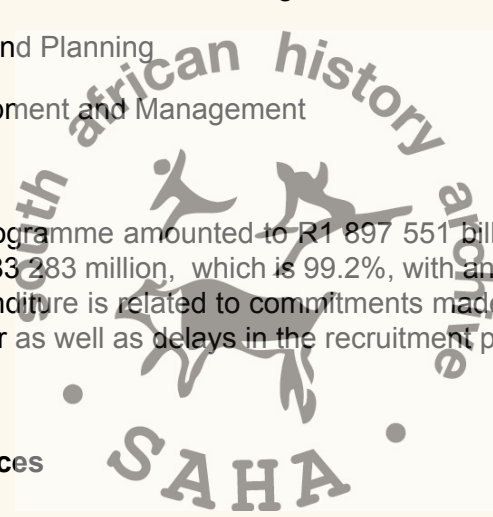 nd Planning
pment and Management
ogramme amounted to R1 897 551 bill
33 283 million, which is 99.2%, with an
nditure is related to commitments made
r as well as delays in the recruitment p
ces
south african history archive
SAHA